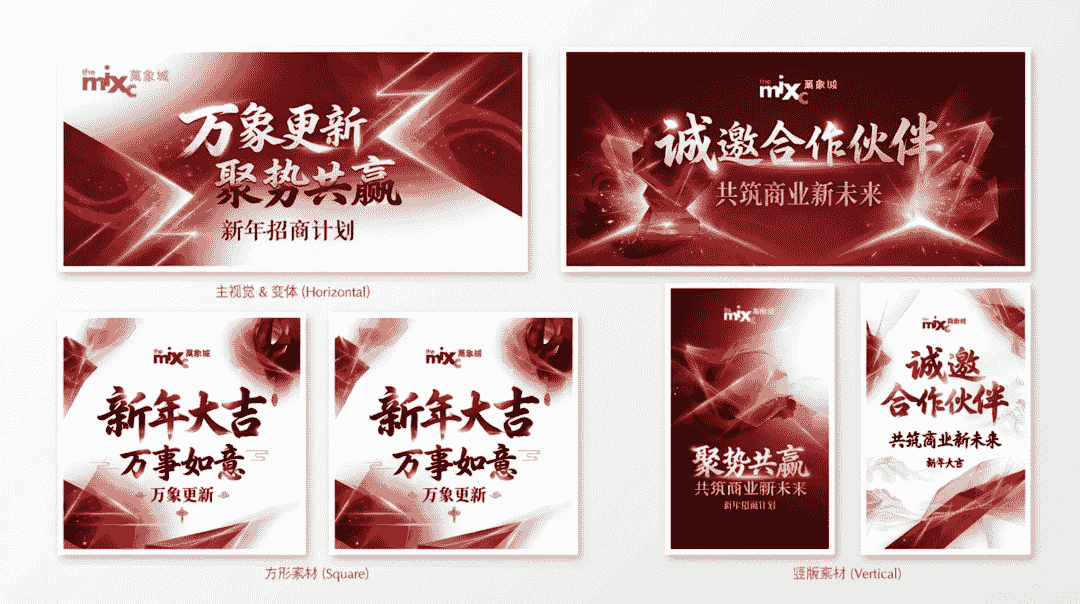 the
mixc 萬象城
万象更新
聚势共赢
新年招商计划
the
mixc 萬象城
诚邀合作伙伴
共筑商业新未来
主视觉 & 变体 (Horizontal)
the
mixc 萬象城
新年大吉
万事如意
万象更新
the
mixc 萬象城
新年大吉
万事如意
万象更新
方形素材 (Square)
the
mixc 萬象城
聚势共赢
共筑商业新未来
新年招商计划
the
mixc 萬象城
诚邀
合作伙伴
共筑商业新未来
新年大吉
竖版素材 (Vertical)